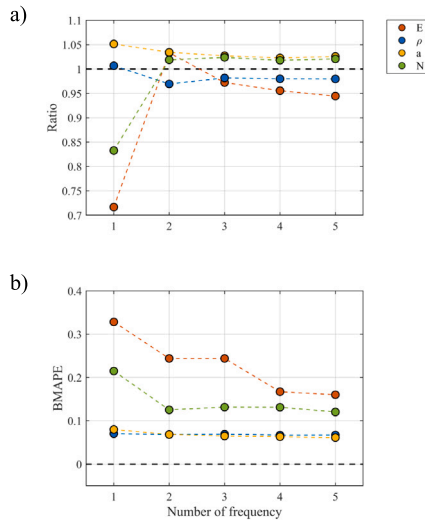 a)
1.1
1.05
1
0.95
0.9
0.85
0.8
0.75
0.7
Ratio
1 2 3 4 5
E
ρ
a
N
b)
0.4
0.3
0.2
0.1
0
BMAPE
1 2 3 4 5
Number of frequency